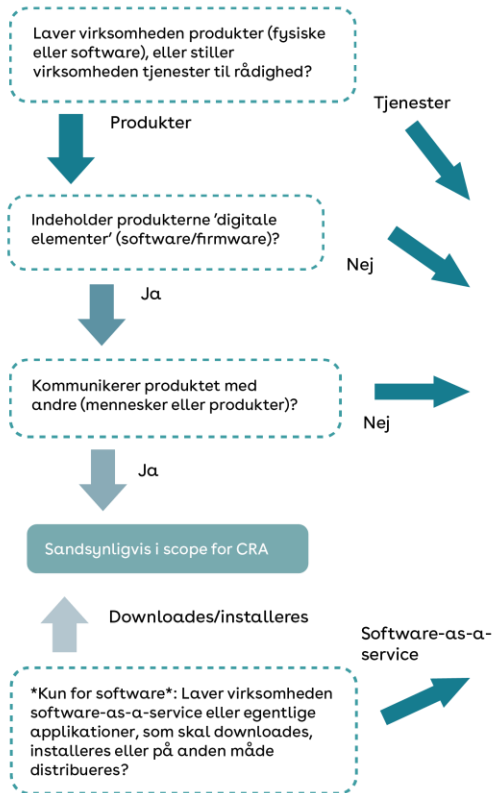 Laver virksomheden produkter (fysiske
eller software), eller stiller
virksomheden tjenester til rådighed?
Tjenester
Produkter
Indeholder produkterne 'digitale
elementer' (software/firmware)?
Nej
Ja
Kommunikerer produktet med
andre (mennesker eller produkter)?
Nej
Ja
Sandsynligvis i scope for CRA
Downloades/installeres
Software-as-a-
service
*Kun for software*: Laver virksomheden
software-as-a-service eller egentlige
applikationer, som skal downloades,
installeres eller på anden måde
distribueres?